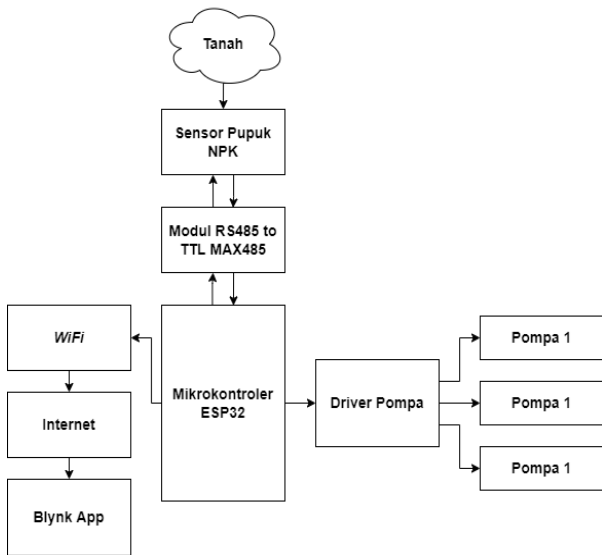 Tanah
Sensor Pupuk
NPK
Modul RS485 to
TTL MAX485
WiFi
Mikrokontroler
ESP32
Internet
Blynk App
Driver Pompa
Pompa 1
Pompa 1
Pompa 1